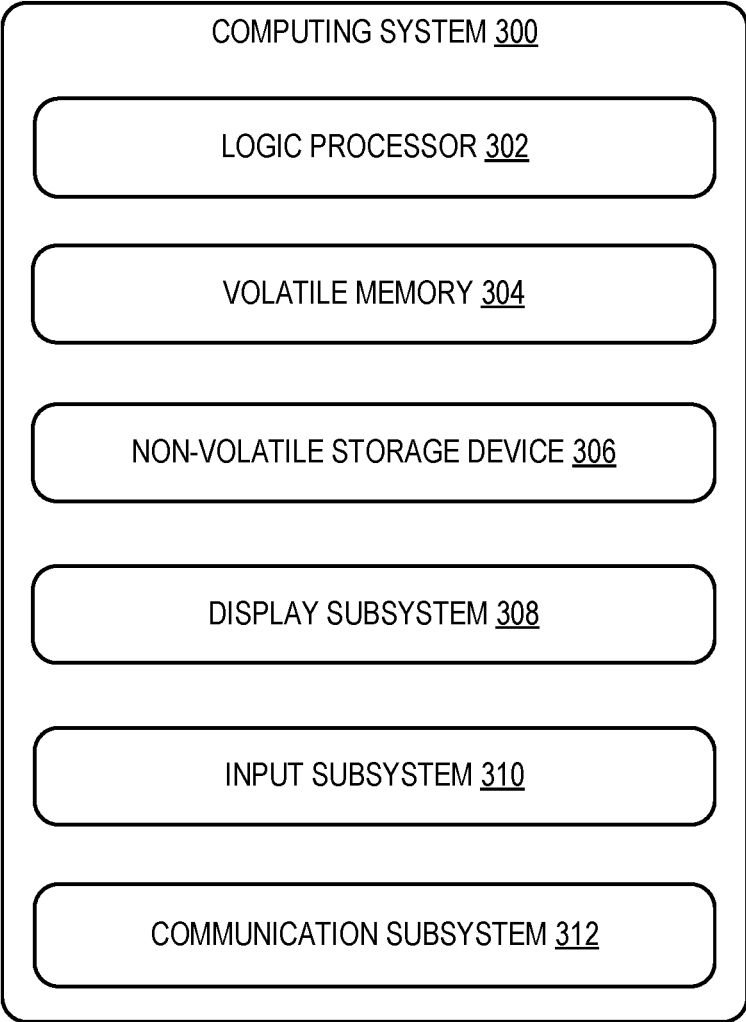 COMPUTING SYSTEM 300
LOGIC PROCESSOR 302
VOLATILE MEMORY 304
NON-VOLATILE STORAGE DEVICE 306
DISPLAY SUBSYSTEM 308
INPUT SUBSYSTEM 310
COMMUNICATION SUBSYSTEM 312